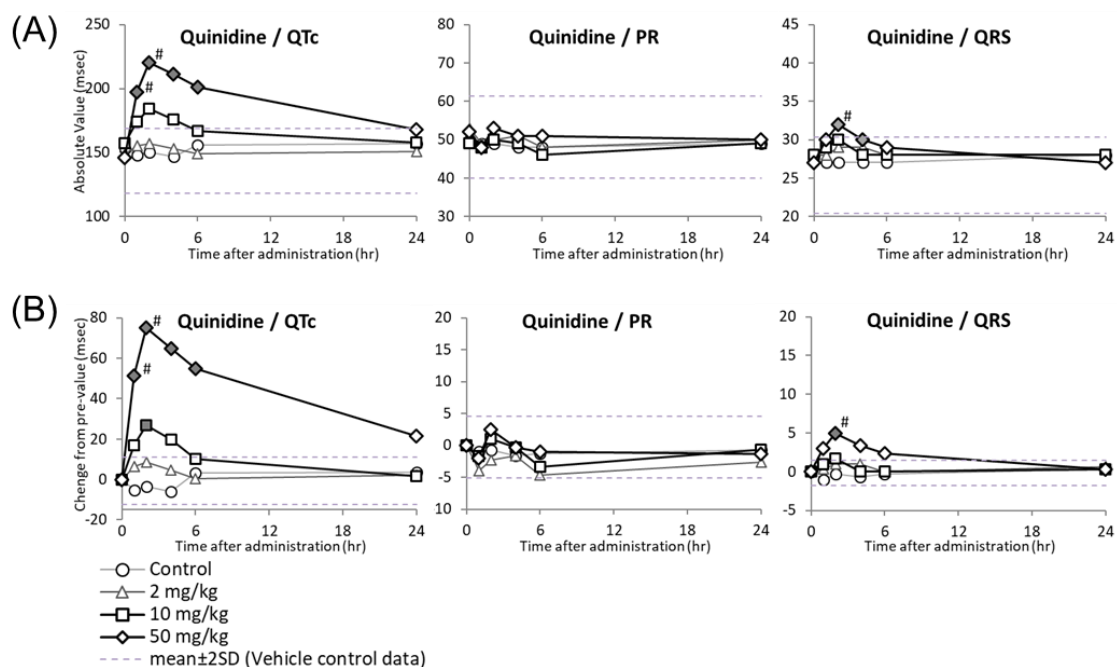 (A)
Quinidine / QTc
Quinidine / PR
Quinidine / QRS
Absolute Value (msec)
250
200
150
100
80
70
60
50
40
30
45
40
35
30
25
20
#
#
#
0 6 12 18 24
0 6 12 18 24
0 6 12 18 24
Time after administration (hr)
Time after administration (hr)
Time after administration (hr)
(B)
Quinidine / QTc
Quinidine / PR
Quinidine / QRS
Chenge from pre-value (msec)
80
60
40
20
0
-20
20
15
10
5
0
-5
10
20
15
10
5
0
-5
#
#
#
0 6 12 18 24
0 6 12 18 24
0 6 12 18 24
Time after administration (hr)
Time after administration (hr)
Time after administration (hr)
Control
2 mg/kg
10 mg/kg
50 mg/kg
mean±2SD (Vehicle control data)